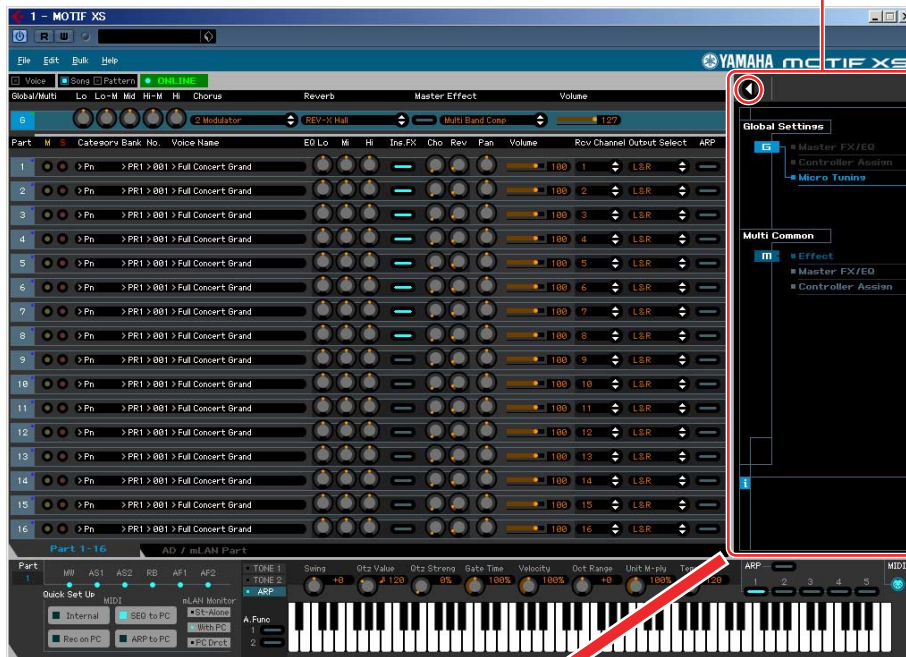 1 - MOTIF XS
R W
File Edit Bulk Help
YAMAHA MOTIF XS
Voice Song Pattern ONLINE
Global/Multi Lo Lo-M Mid Hi-M Hi Chorus Reverb Master Effect Volume
G 2 Modulator REV-X Hall Multi Band Comp 127
Part M S Category Bank No. Voice Name EQ Lo Mi Hi Ins.FX Cho Rev Pan Volume Rcv Channel Output Select ARP
1 > Pn > PR1 > 001 > Full Concert Grand 100 1 L&R
2 > Pn > PR1 > 001 > Full Concert Grand 100 2 L&R
3 > Pn > PR1 > 001 > Full Concert Grand 100 3 L&R
4 > Pn > PR1 > 001 > Full Concert Grand 100 4 L&R
5 > Pn > PR1 > 001 > Full Concert Grand 100 5 L&R
6 > Pn > PR1 > 001 > Full Concert Grand 100 6 L&R
7 > Pn > PR1 > 001 > Full Concert Grand 100 7 L&R
8 > Pn > PR1 > 001 > Full Concert Grand 100 8 L&R
9 > Pn > PR1 > 001 > Full Concert Grand 100 9 L&R
10 > Pn > PR1 > 001 > Full Concert Grand 100 10 L&R
11 > Pn > PR1 > 001 > Full Concert Grand 100 11 L&R
12 > Pn > PR1 > 001 > Full Concert Grand 100 12 L&R
13 > Pn > PR1 > 001 > Full Concert Grand 100 13 L&R
14 > Pn > PR1 > 001 > Full Concert Grand 100 14 L&R
15 > Pn > PR1 > 001 > Full Concert Grand 100 15 L&R
16 > Pn > PR1 > 001 > Full Concert Grand 100 16 L&R
Part 1-16 AD / mLAN Part
Global Settings
G Master FX/EQ
Controller Assign
Micro Tuning
Multi Common
m Effect
Master FX/EQ
Controller Assign
i
Part
1
MW AS1 AS2 RB AF1 AF2
Quick Set Up
MIDI
mLAN Monitor
Internal SEQ to PC St-Alone
With PC
Rec on PC ARP to PC PC Drct
TONE 1
TONE 2
ARP
A.Func
1
2
Swing Qtz Value Qtz Streng Gate Time Velocity Oct Range Unit M-ply
+0 120 0% 100% 100% +0 100% 120
ARP MIDI
1 2 3 4 5